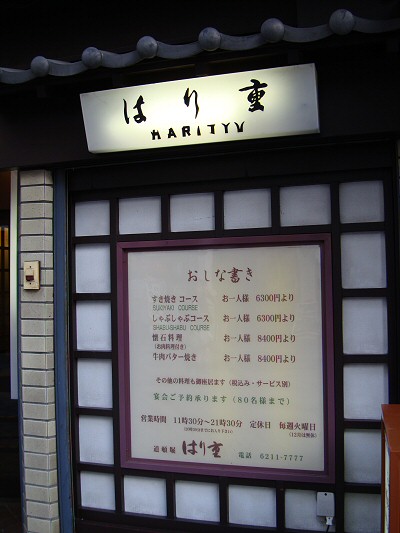 はり重
HARITYU
おしな書き
すき焼き コース お一人様 6300円より
SUKIYAKI COURSE
しゃぶしゃぶコース お一人様 6300円より
SHABU-SHABU COURSE
懐石料理 お一人様 8400円より
(お肉料理付き)
牛肉バター焼き お一人様 8400円より
その他の料理も御座居ます (税込み・サービス別)
宴会ご予約承ります (80名様まで)
営業時間 11時30分～21時30分 定休日 毎週火曜日
道頓堀 はり重 電話 6211-7777